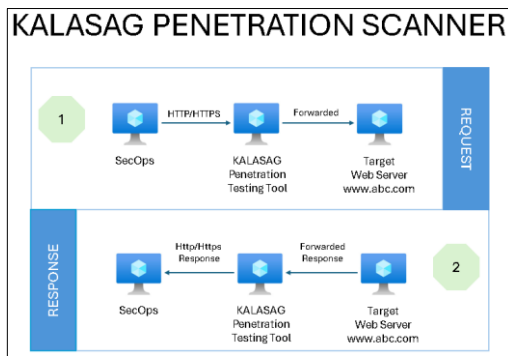 KALASAG PENETRATION SCANNER
1
HTTP/HTTPS
Forwarded
SecOps
KALASAG
Penetration
Testing Tool
Target
Web Server
www.abc.com
REQUEST
RESPONSE
Http/Https
Response
Forwarded
Response
2
SecOps
KALASAG
Penetration
Testing Tool
Target
Web Server
www.abc.com